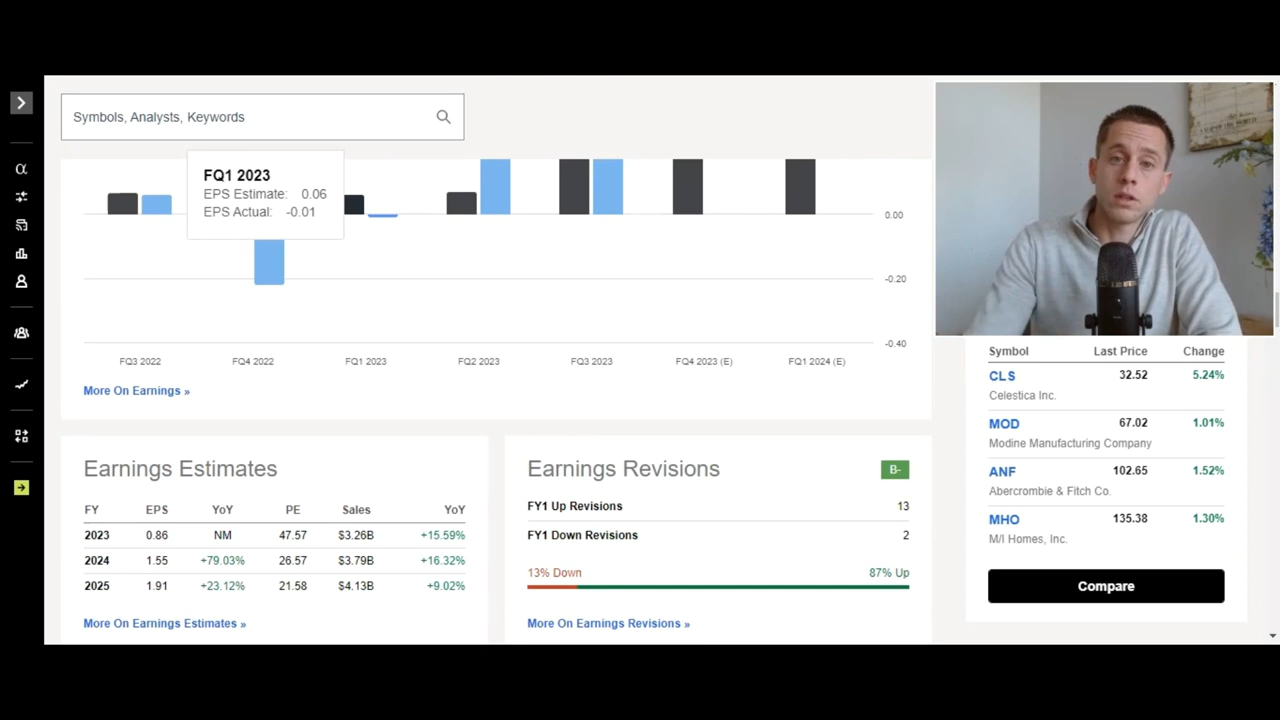 Symbols, Analysts, Keywords
FQ1 2023
EPS Estimate: 0.06
EPS Actual: -0.01
0.00
-0.20
-0.40
FQ3 2022 FQ4 2022 FQ1 2023 FQ2 2023 FQ3 2023 FQ4 2023 (E) FQ1 2024 (E)
More On Earnings »
Earnings Estimates
FY EPS YoY PE Sales YoY
2023 0.86 NM 47.57 $3.26B +15.59%
2024 1.55 +79.03% 26.57 $3.79B +16.32%
2025 1.91 +23.12% 21.58 $4.13B +9.02%
More On Earnings Estimates »
Earnings Revisions B-
FY1 Up Revisions 13
FY1 Down Revisions 2
13% Down 87% Up
More On Earnings Revisions »
Symbol Last Price Change
CLS 32.52 5.24%
Celestica Inc.
MOD 67.02 1.01%
Modine Manufacturing Company
ANF 102.65 1.52%
Abercrombie & Fitch Co.
MHO 135.38 1.30%
M/I Homes, Inc.
Compare